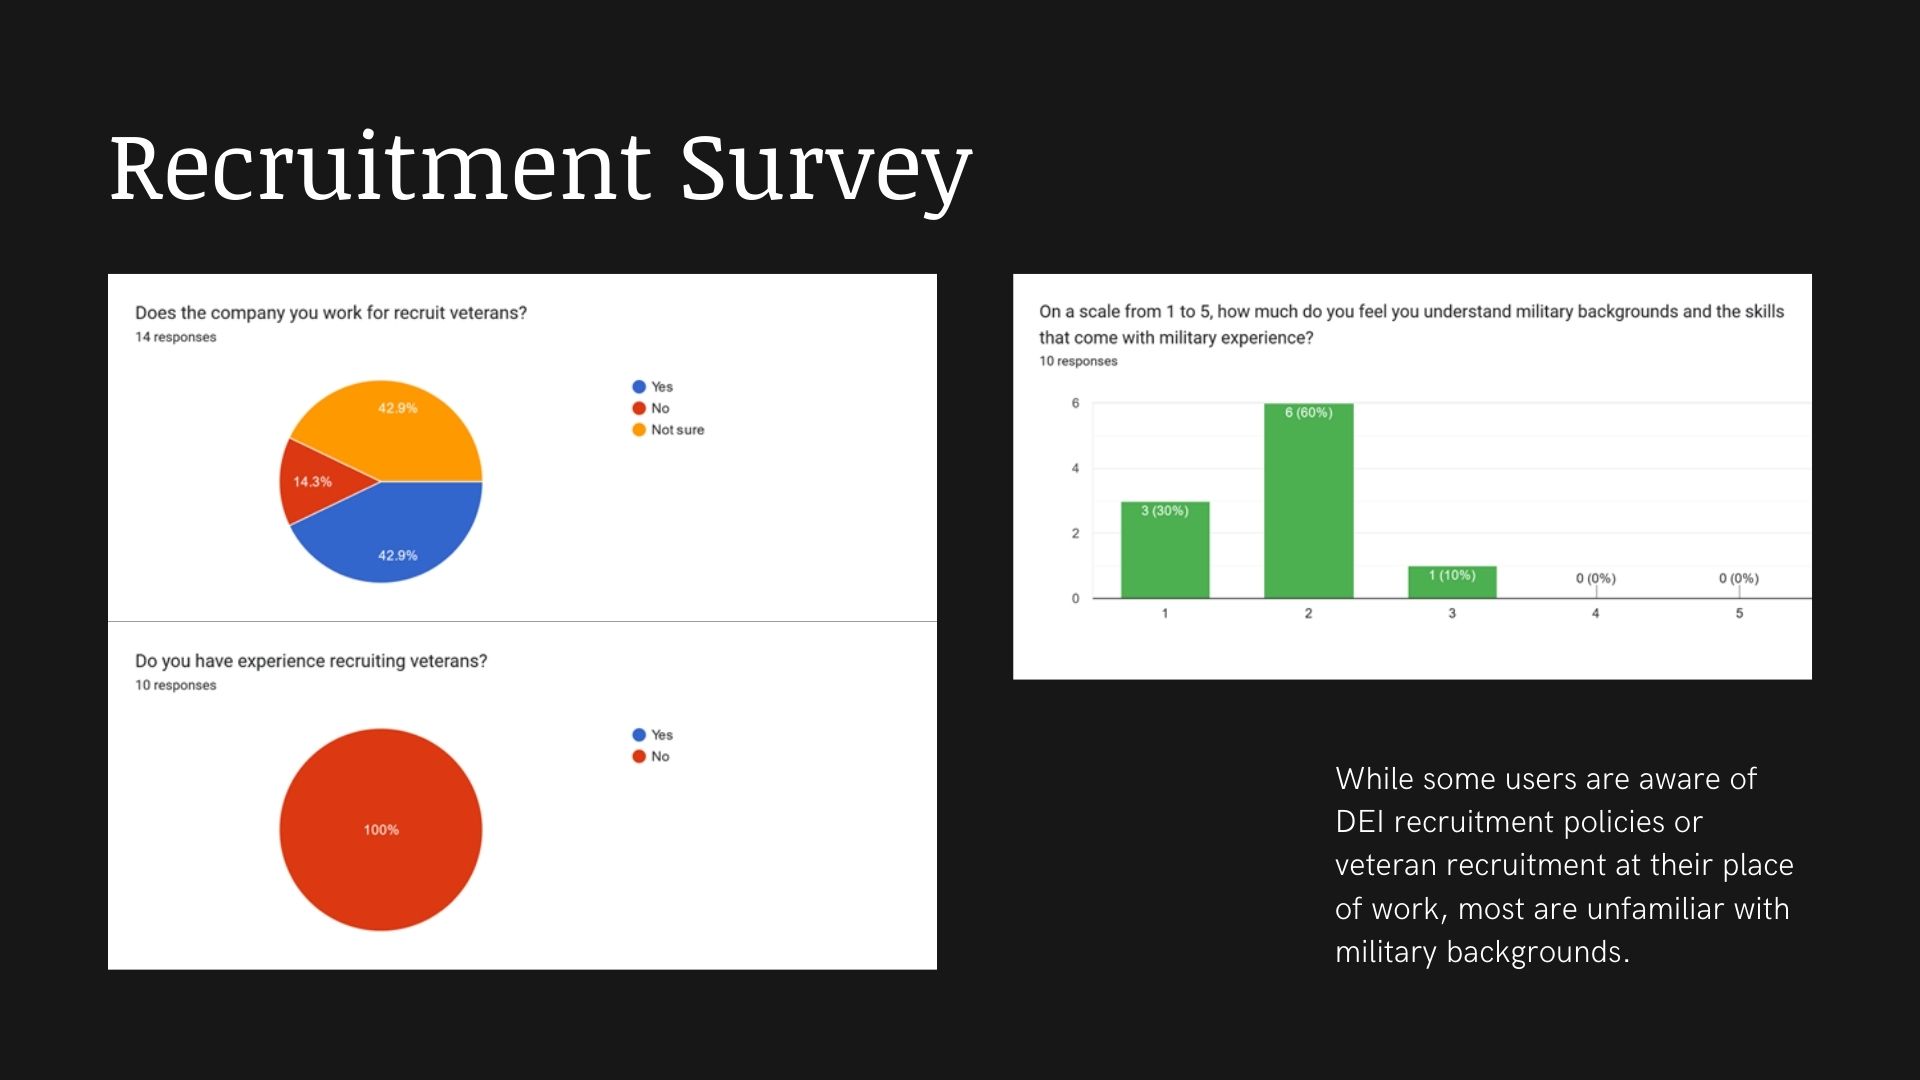 Recruitment Survey
Does the company you work for recruit veterans?
14 responses
42.9%
14.3%
42.9%
Yes
No
Not sure
Do you have experience recruiting veterans?
10 responses
100%
Yes
No
On a scale from 1 to 5, how much do you feel you understand military backgrounds and the skills
that come with military experience?
10 responses
6
4
2
0
3 (30%)
6 (60%)
1 (10%)
0 (0%)
0 (0%)
1
2
3
4
5
While some users are aware of
DEI recruitment policies or
veteran recruitment at their place
of work, most are unfamiliar with
military backgrounds.